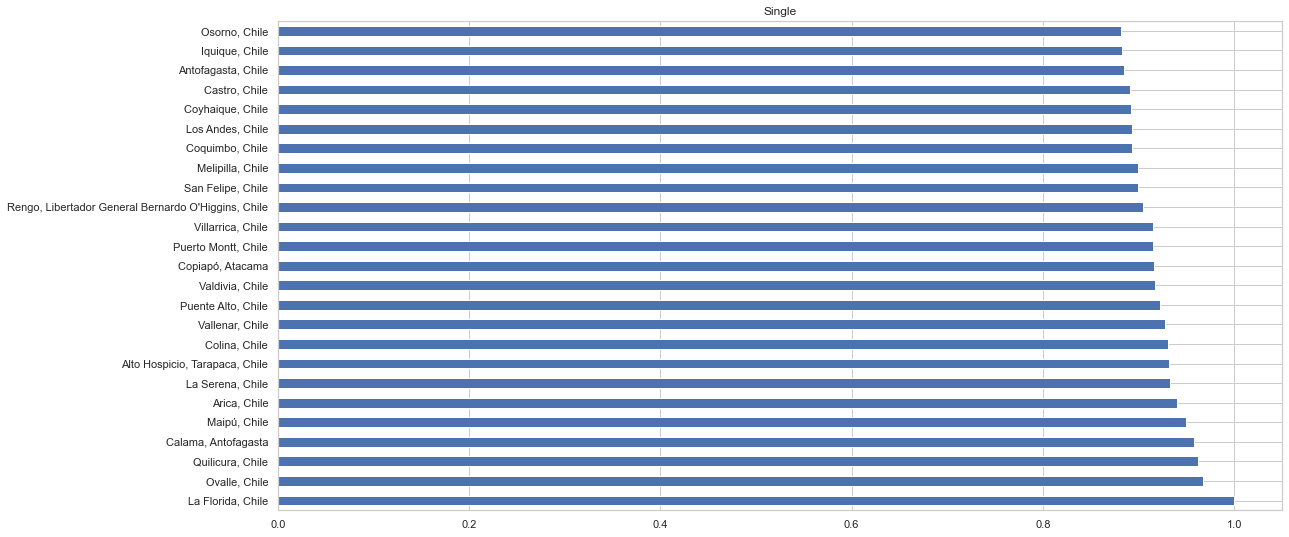 Single
Osorno, Chile
Iquique, Chile
Antofagasta, Chile
Castro, Chile
Coyhaique, Chile
Los Andes, Chile
Coquimbo, Chile
Melipilla, Chile
San Felipe, Chile
Rengo, Libertador General Bernardo O'Higgins, Chile
Villarrica, Chile
Puerto Montt, Chile
Copiapó, Atacama
Valdivia, Chile
Puente Alto, Chile
Vallenar, Chile
Colina, Chile
Alto Hospicio, Tarapaca, Chile
La Serena, Chile
Arica, Chile
Maipú, Chile
Calama, Antofagasta
Quilicura, Chile
Ovalle, Chile
La Florida, Chile
0.0 0.2 0.4 0.6 0.8 1.0